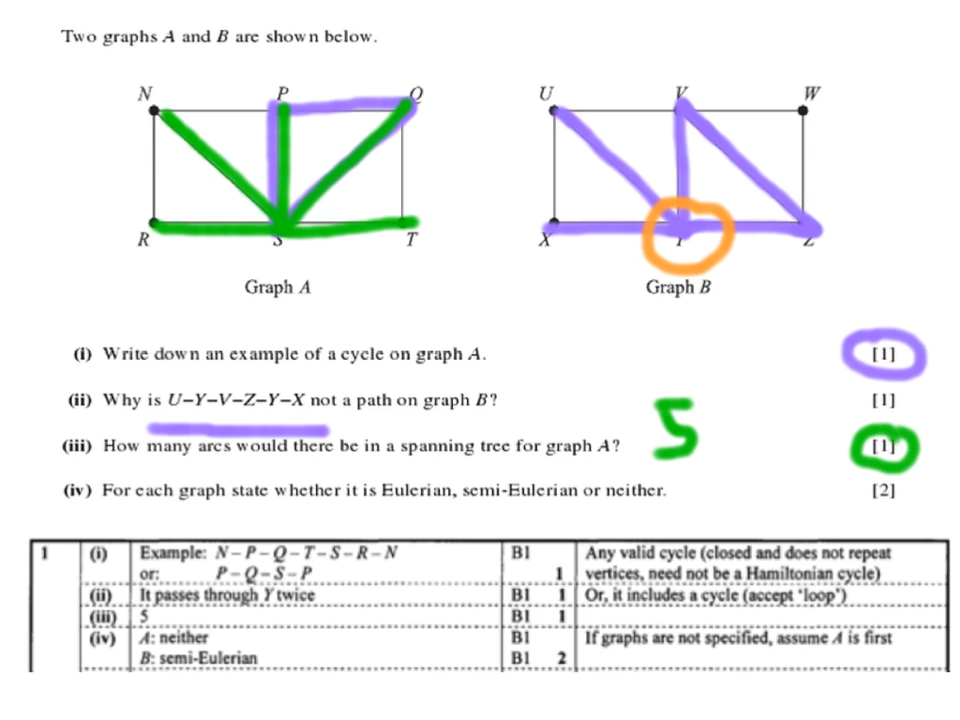 Two graphs A and B are shown below.
N P Q U V W
R S T X Y Z
Graph A Graph B
(i) Write down an example of a cycle on graph A. [1]
(ii) Why is U–Y–V–Z–Y–X not a path on graph B? [1]
(iii) How many arcs would there be in a spanning tree for graph A? 5 [1]
(iv) For each graph state whether it is Eulerian, semi-Eulerian or neither. [2]
1 (i) Example: N – P – Q – T – S – R – N B1 Any valid cycle (closed and does not repeat
or: P – Q – S – P 1 vertices, need not be a Hamiltonian cycle)
(ii) It passes through Y twice B1 1 Or, it includes a cycle (accept 'loop')
(iii) 5 B1 1
(iv) A: neither B1 If graphs are not specified, assume A is first
B: semi-Eulerian B1 2